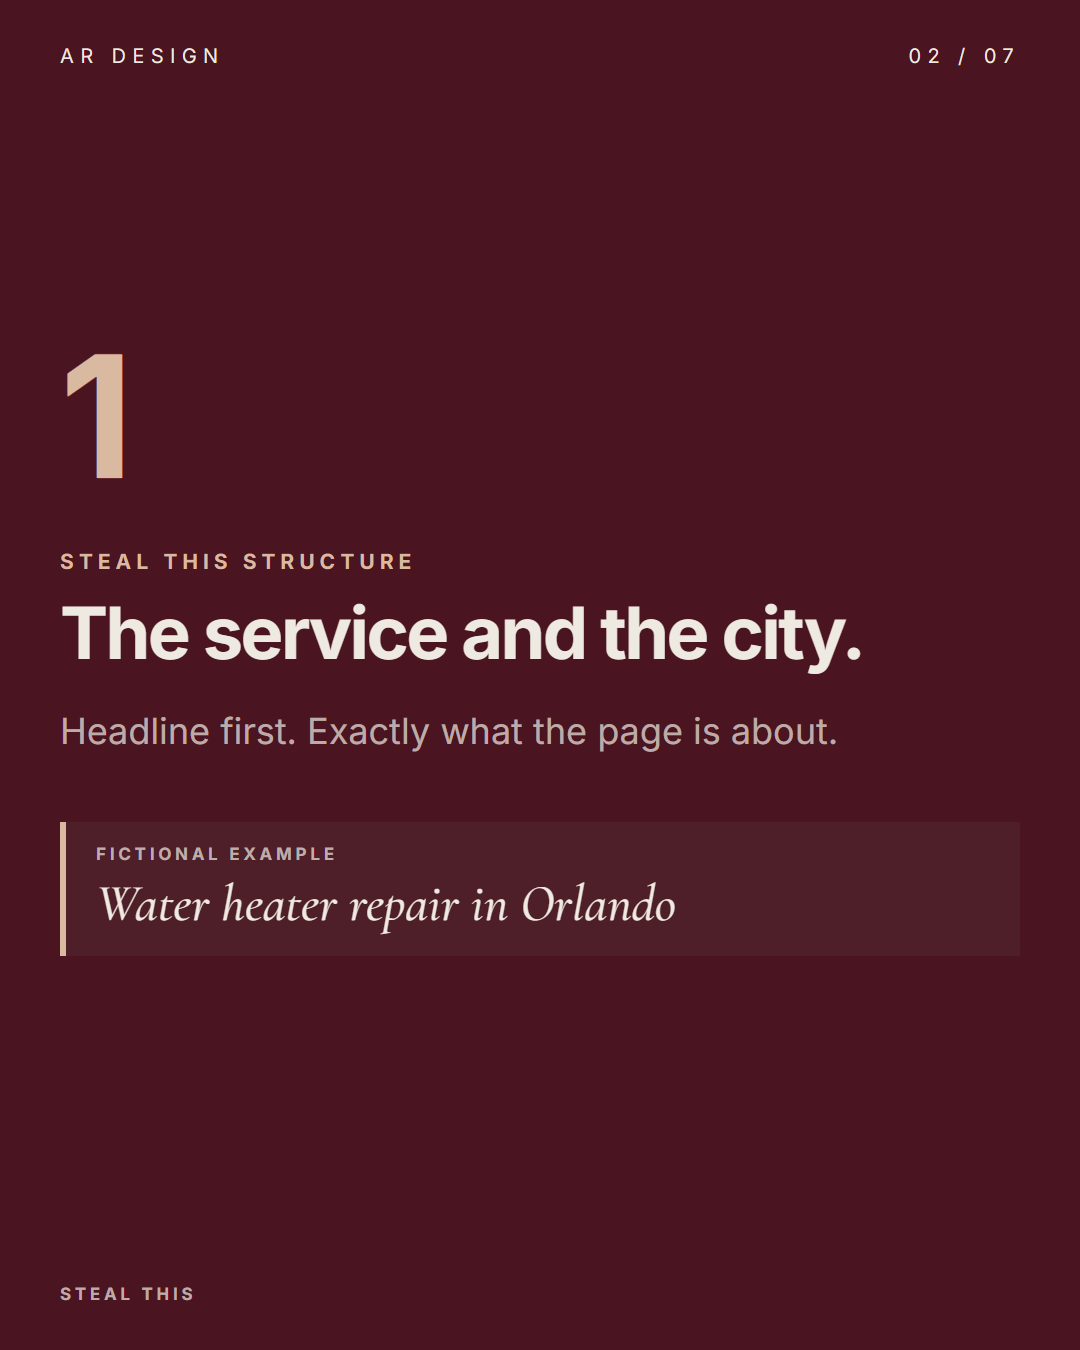 AR DESIGN
02 / 07
1
STEAL THIS STRUCTURE
The service and the city.
Headline first. Exactly what the page is about.
FICTIONAL EXAMPLE
Water heater repair in Orlando
STEAL THIS